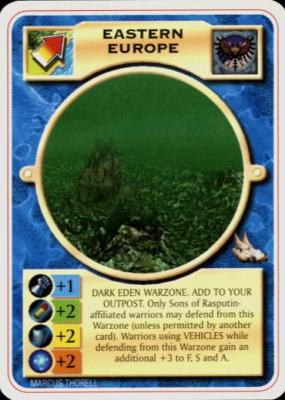 EASTERN
EUROPE
+1
+2
+2
+2
DARK EDEN WARZONE. ADD TO YOUR
OUTPOST. Only Sons of Rasputin-
affiliated warriors may defend from this
Warzone (unless permitted by another
card). Warriors using VEHICLES while
defending from this Warzone gain an
additional +3 to F, S and A.
MARCUS THORELL